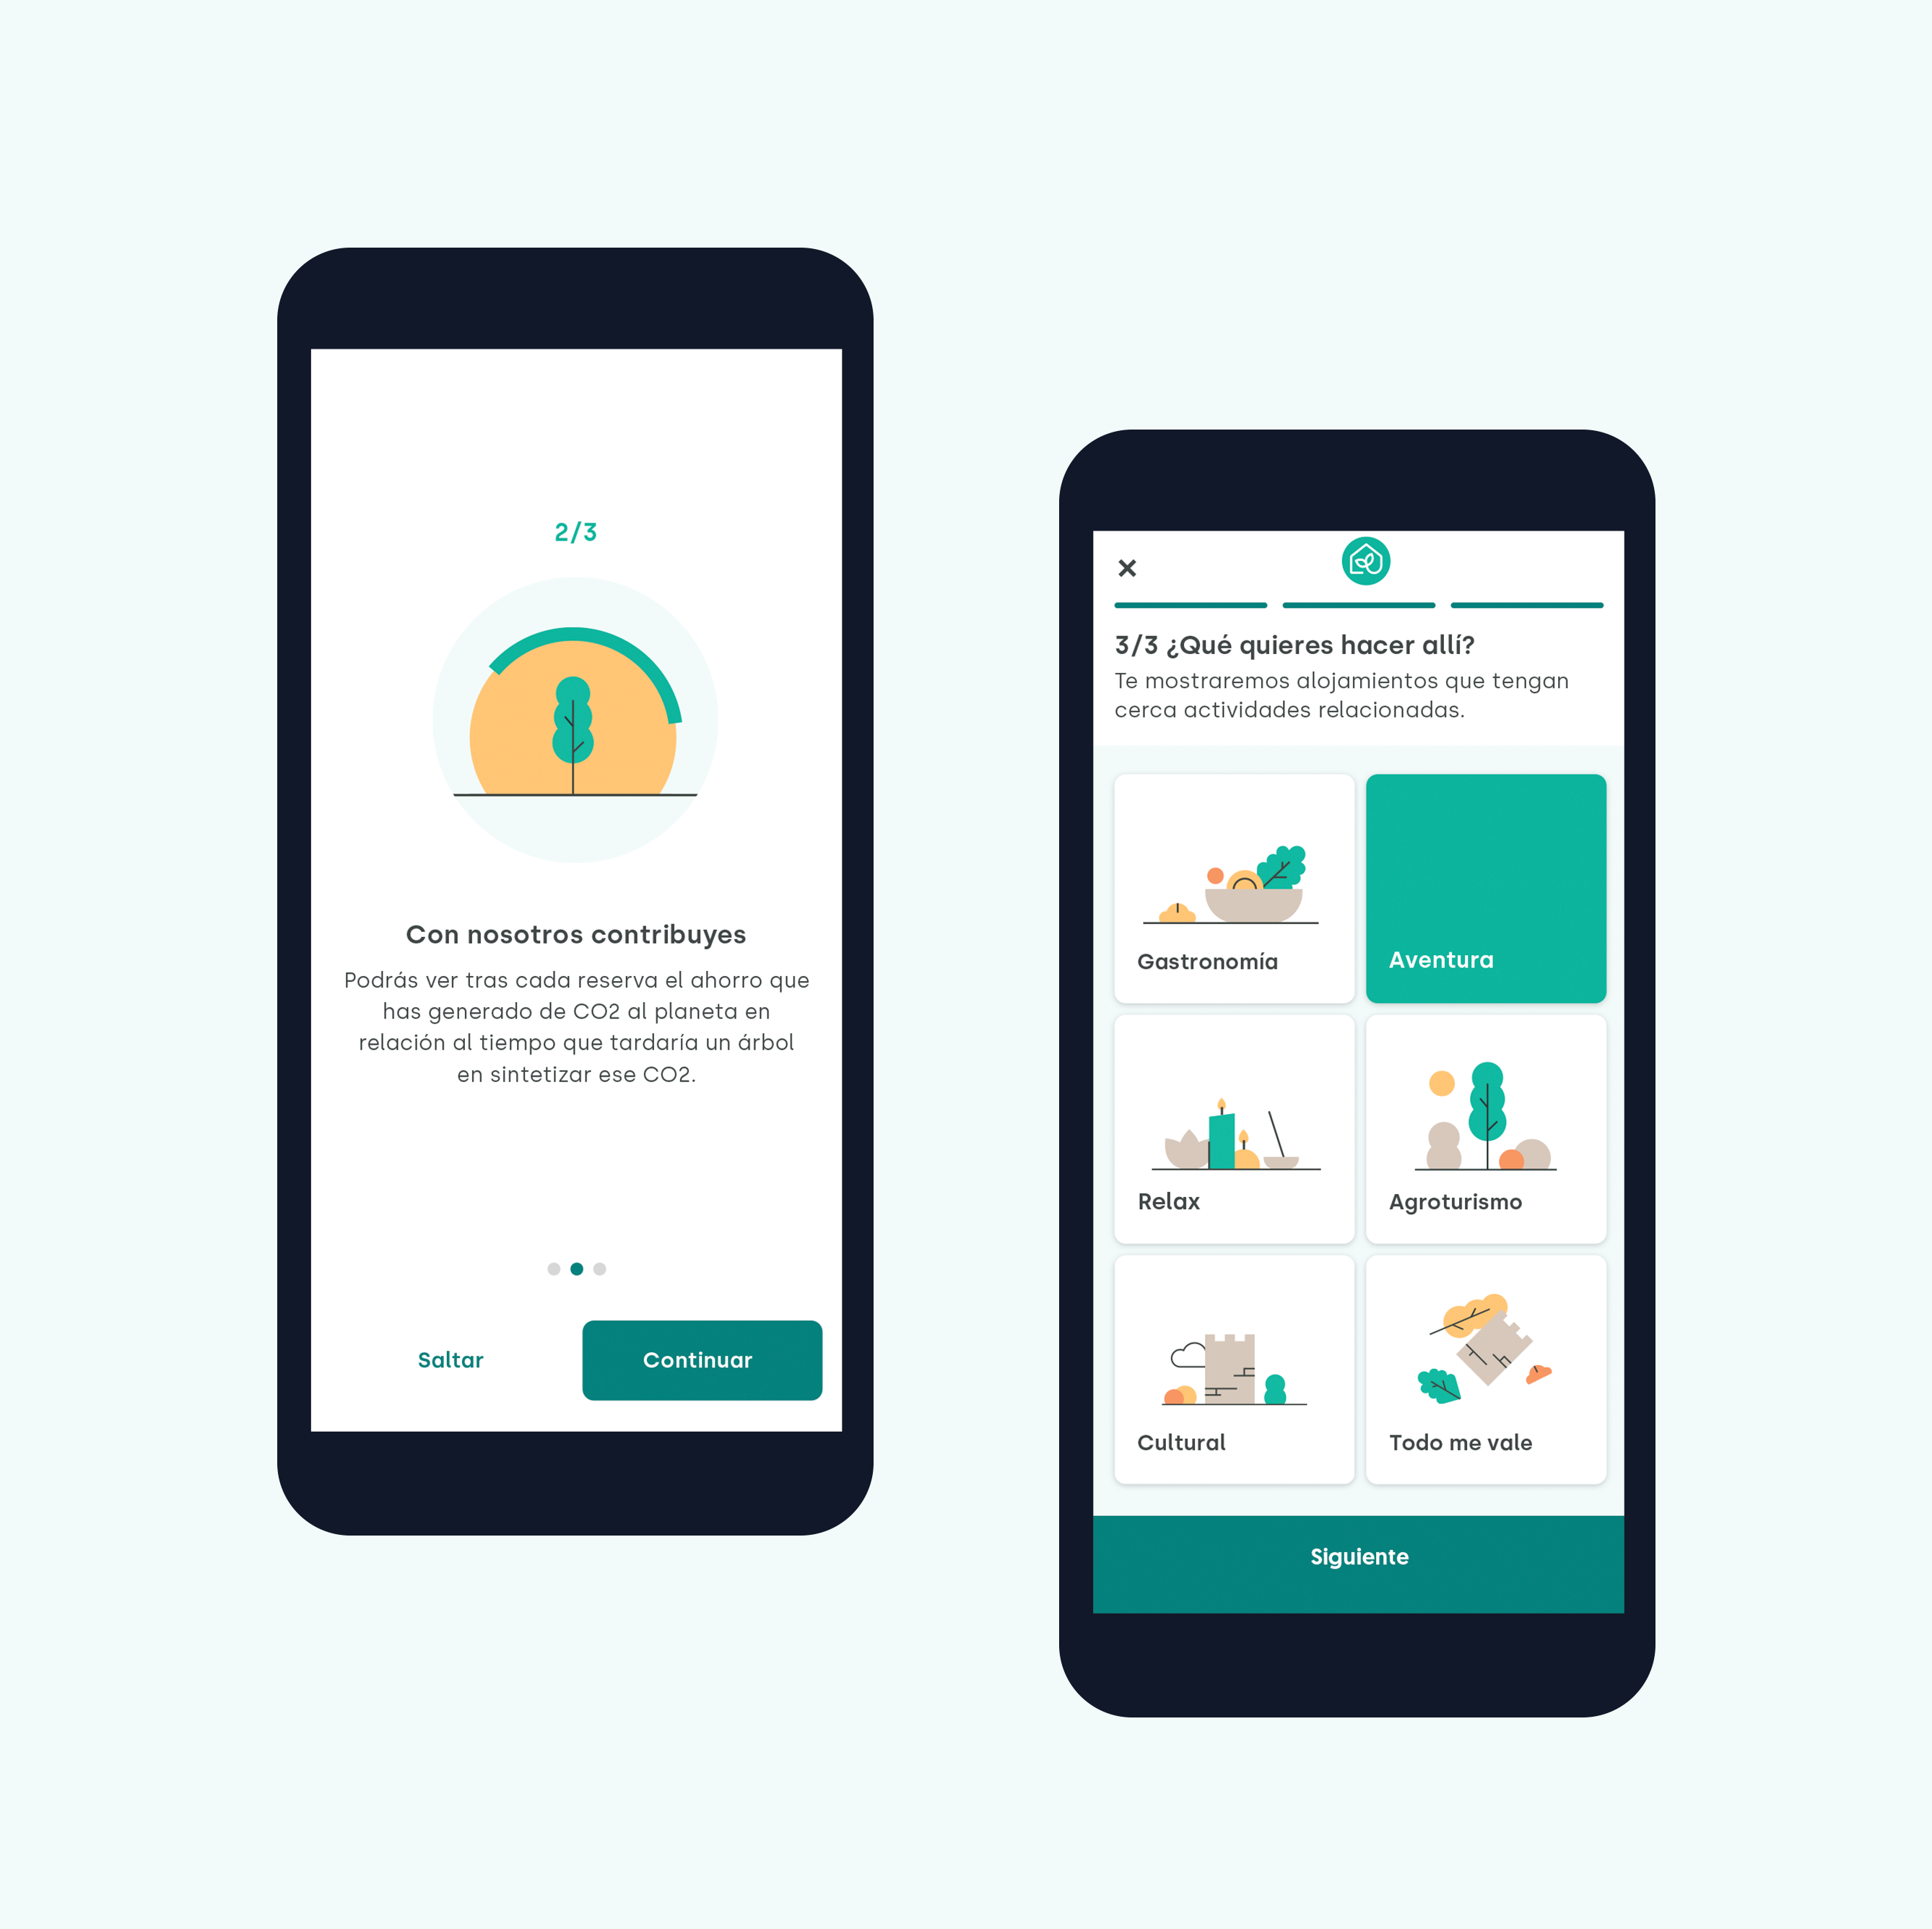 2/3
Con nosotros contribuyes
Podrás ver tras cada reserva el ahorro que
has generado de CO2 al planeta en
relación al tiempo que tardaría un árbol
en sintetizar ese CO2.
Saltar
Continuar
3/3 ¿Qué quieres hacer allí?
Te mostraremos alojamientos que tengan
cerca actividades relacionadas.
Gastronomía
Aventura
Relax
Agroturismo
Cultural
Todo me vale
Siguiente